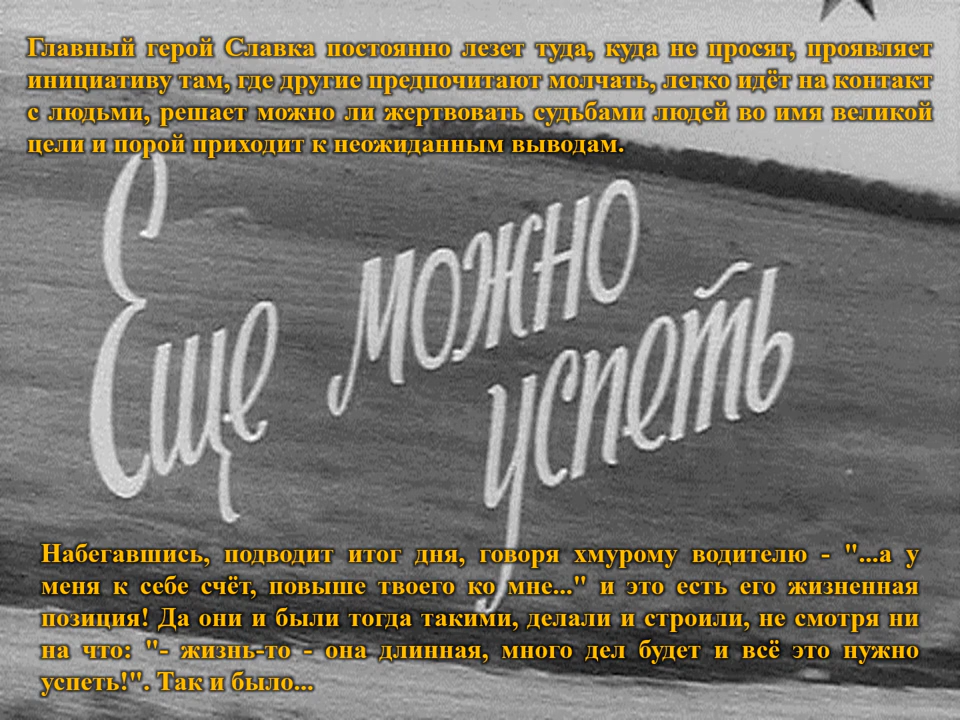 Главный герой Славка постоянно лезет туда, куда не просят, проявляет
инициативу там, где другие предпочитают молчать, легко идёт на контакт
с людьми, решает можно ли жертвовать судьбами людей во имя великой
цели и порой приходит к неожиданным выводам.
Еще можно
успеть
Набегавшись, подводит итог дня, говоря хмурому водителю - "...а у
меня к себе счёт, повыше твоего ко мне..." и это есть его жизненная
позиция! Да они и были тогда такими, делали и строили, не смотря ни
на что: "- жизнь-то - она длинная, много дел будет и всё это нужно
успеть!". Так и было...